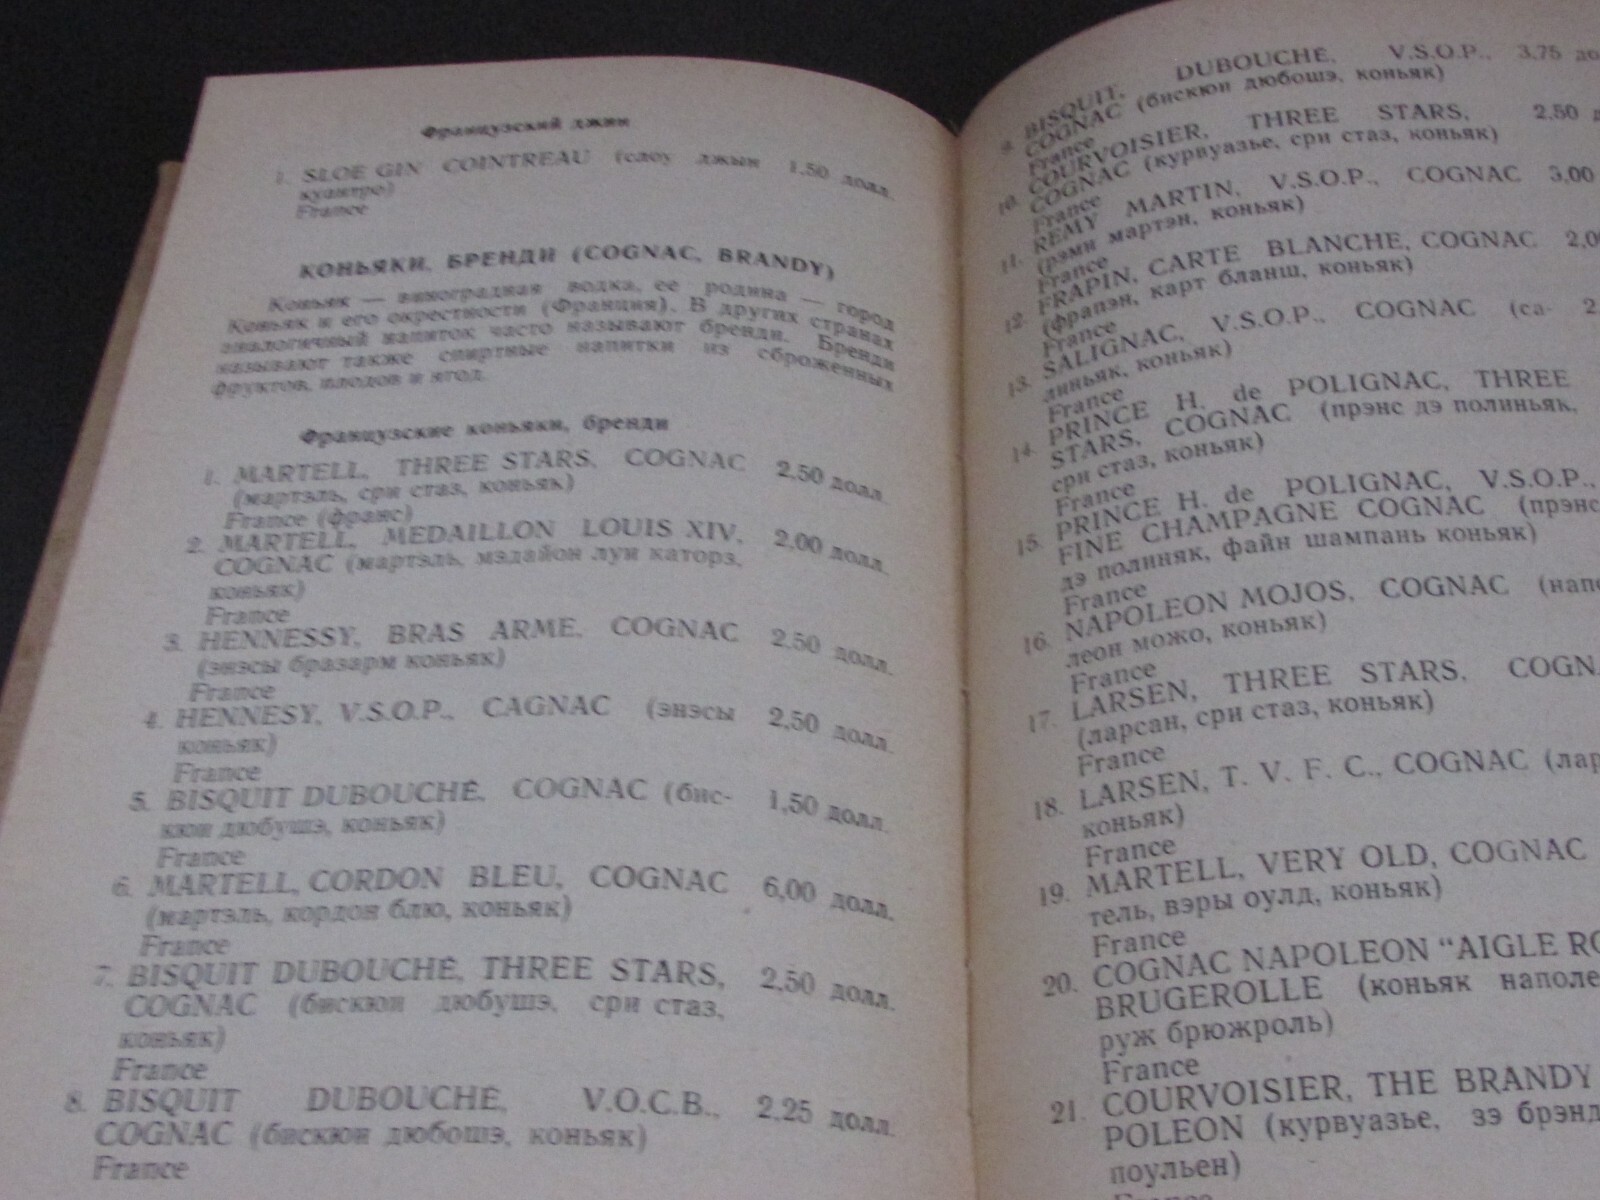 Французский джин
1. SLOE GIN COINTREAU (слоу джын 1,50 долл.
куантро)
France
КОНЬЯКИ, БРЕНДИ (COGNAC, BRANDY)
Коньяк — виноградная водка, ее родина — город
Коньяк и его окрестности (Франция). В других странах
аналогичный напиток часто называют бренди. Бренди
называют также спиртные напитки из сброженных
фруктов, плодов и ягод.
Французские коньяки, бренди
1. MARTELL, THREE STARS, COGNAC 2,50 долл.
(мартэль, сри стаз, коньяк)
France (франс)
2. MARTELL, MEDAILLON LOUIS XIV, 2,00 долл.
COGNAC (мартэль, мэдайон луи каторз,
коньяк)
France
3. HENNESSY, BRAS ARME, COGNAC 2,50 долл.
(энэсы бразарм коньяк)
France
4. HENNESY, V.S.O.P., CAGNAC (энэсы 2,50 долл.
коньяк)
France
5. BISQUIT DUBOUCHÉ, COGNAC (бис- 1,50 долл.
кюи дюбушэ, коньяк)
France
6. MARTELL, CORDON BLEU, COGNAC 6,00 долл.
(мартэль, кордон блю, коньяк)
France
7. BISQUIT DUBOUCHÉ, THREE STARS, 2,50 долл.
COGNAC (бискюи дюбушэ, сри стаз,
коньяк)
France
8. BISQUIT DUBOUCHÉ, V.O.C.B., 2,25 долл.
COGNAC (бискюи дюбошэ, коньяк)
France
9. BISQUIT, DUBOUCHÉ, V.S.O.P., 3,75
COGNAC (бискюи дюбошэ, коньяк)
France
10. COURVOISIER, THREE STARS, 2,50
COGNAC (курвуазье, сри стаз, коньяк)
France
11. REMY MARTIN, V.S.O.P., COGNAC 3,00
(рэми мартэн, коньяк)
France
12. FRAPIN, CARTE BLANCHE, COGNAC
(фрапэн, карт бланш, коньяк)
France
13. SALIGNAC, V.S.O.P., COGNAC (са-
линьяк, коньяк)
France
14. PRINCE H. de POLIGNAC, THREE
STARS, COGNAC (прэнс дэ полиньяк,
сри стаз, коньяк)
France
15. PRINCE H. de POLIGNAC, V.S.O.P.,
FINE CHAMPAGNE COGNAC (прэнс
дэ полиняк, файн шампань коньяк)
France
16. NAPOLEON MOJOS, COGNAC (напо
леон можо, коньяк)
France
17. LARSEN, THREE STARS, COGNA
(ларсан, сри стаз, коньяк)
France
18. LARSEN, T. V. F. C., COGNAC (лар
коньяк)
France
19. MARTELL, VERY OLD, COGNAC
тель, вэры оулд, коньяк)
France
20. COGNAC NAPOLEON “AIGLE RO
BRUGEROLLE (коньяк наполе
руж брюжроль)
France
21. COURVOISIER, THE BRANDY
POLEON (курвуазье, зэ брэнд
поульен)